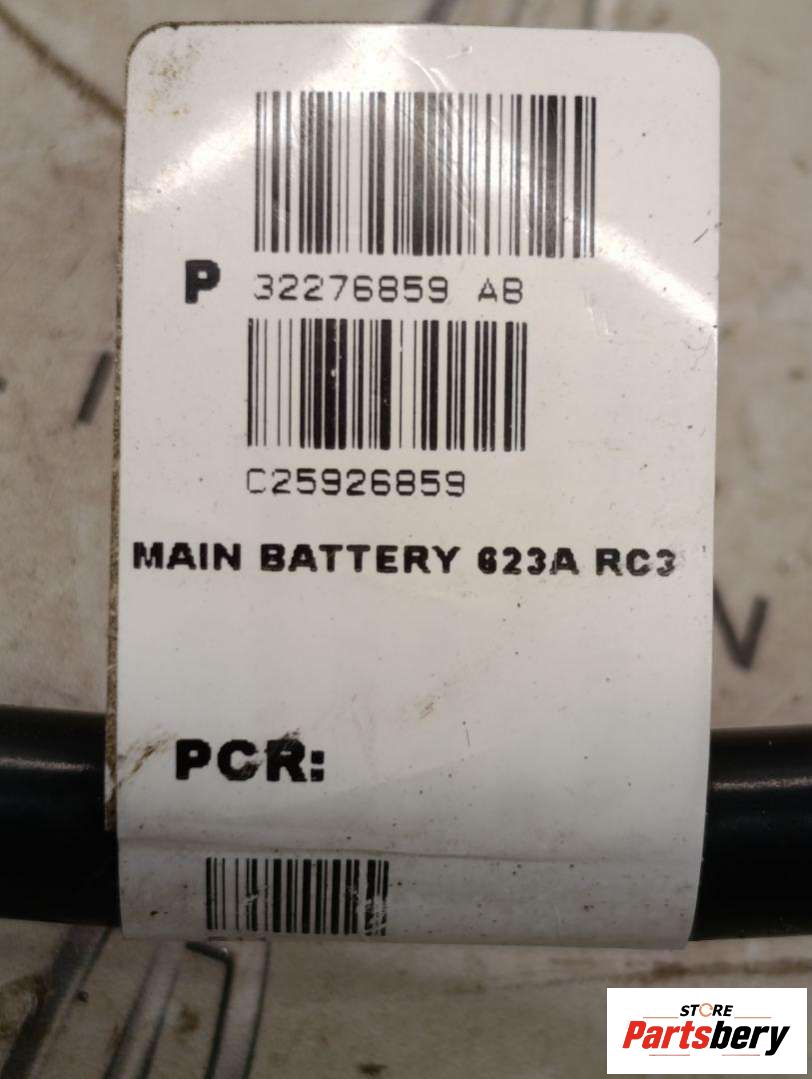 P 32276859 AB
C25926859
MAIN BATTERY 623A RC3
PCR:
STORE
Partsbery